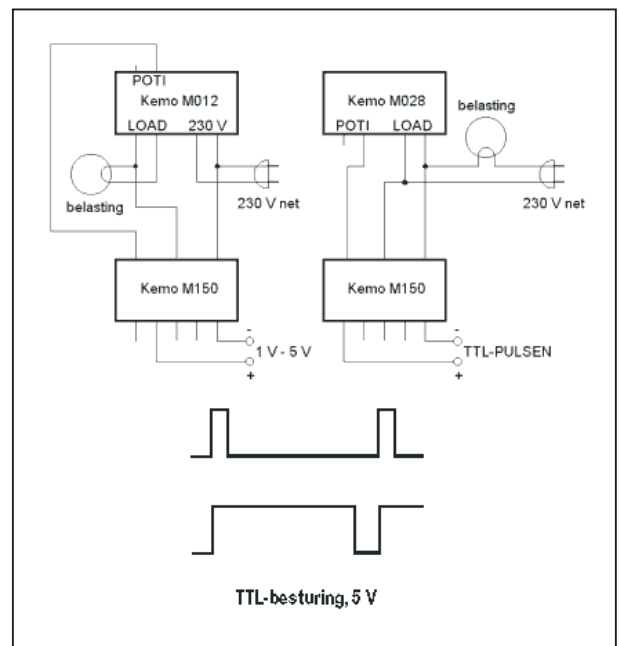 POTI
Kemo M012
LOAD 230 V
belasting
230 V net
Kemo M150
-
1 V - 5 V
+
Kemo M028
POTI LOAD
belasting
230 V net
Kemo M150
-
TTL-PULSEN
+
TTL-besturing, 5 V